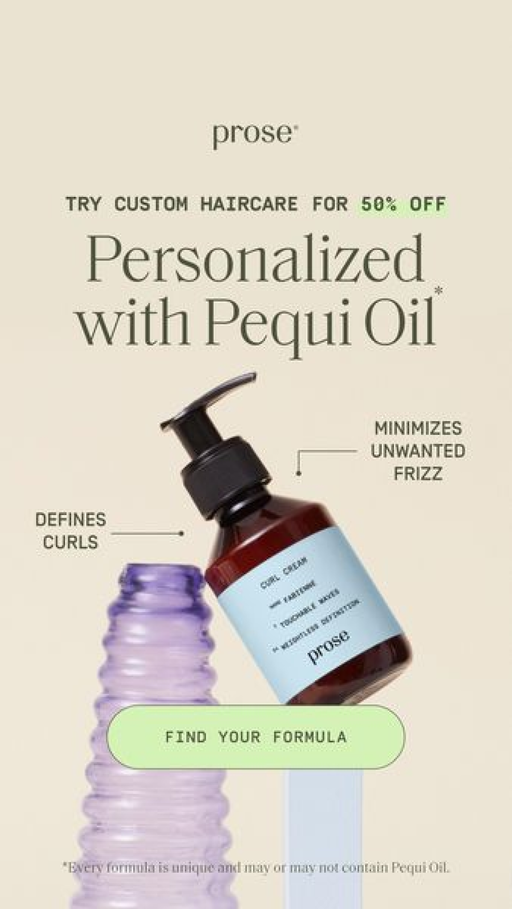 prose®
TRY CUSTOM HAIRCARE FOR 50% OFF
Personalized
with Pequi Oil*
MINIMIZES
UNWANTED
FRIZZ
DEFINES
CURLS
CURL CREAM
FABIENNE
TOUCHABLE WAVES
WEIGHTLESS DEFINITION
prose
FIND YOUR FORMULA
*Every formula is unique and may or may not contain Pequi Oil.